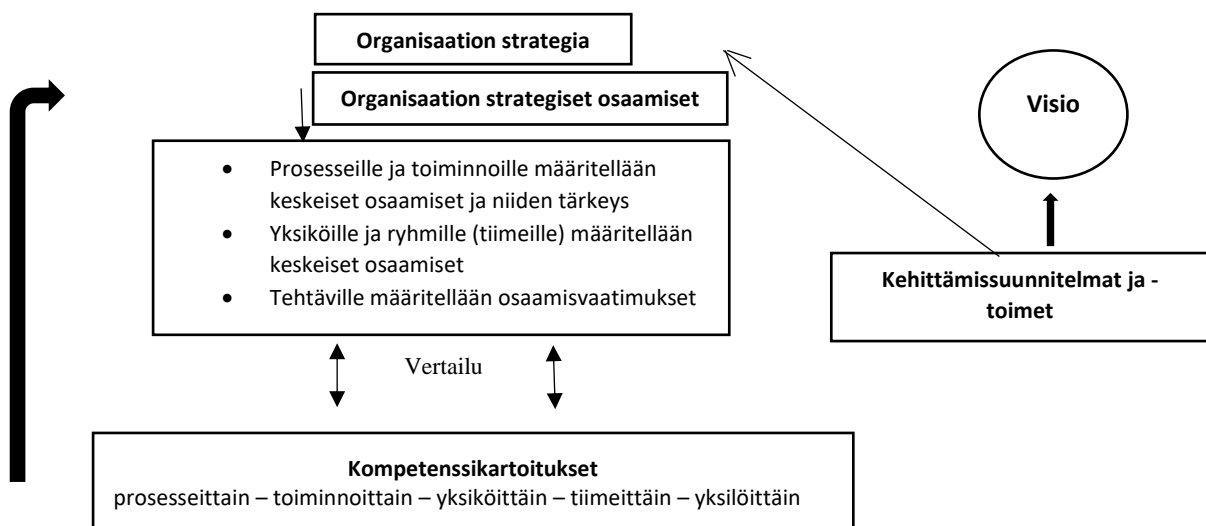 Organisaation strategia
Organisaation strategiset osaamiset
Visio
• Prosesseille ja toiminnoille määritellään
keskeiset osaamiset ja niiden tärkeys
• Yksiköille ja ryhmille (tiimeille) määritellään
keskeiset osaamiset
• Tehtäville määritellään osaamisvaatimukset
Kehittämissuunnitelmat ja -
toimet
Vertailu
Kompetenssikartoitukset
prosesseittain – toiminnoittain – yksiköittäin – tiimeittäin – yksilöittäin